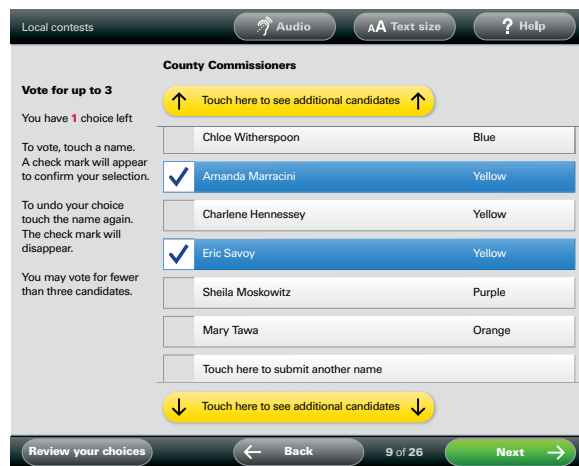 Local contests
Audio
AA Text size
? Help
County Commissioners
Vote for up to 3
You have 1 choice left
To vote, touch a name.
A check mark will appear
to confirm your selection.
To undo your choice
touch the name again.
The check mark will
disappear.
You may vote for fewer
than three candidates.
Touch here to see additional candidates
Chloe Witherspoon Blue
Amanda Marracini Yellow
Charlene Hennessey Yellow
Eric Savoy Yellow
Sheila Moskowitz Purple
Mary Tawa Orange
Touch here to submit another name
Touch here to see additional candidates
Review your choices
Back
9 of 26
Next